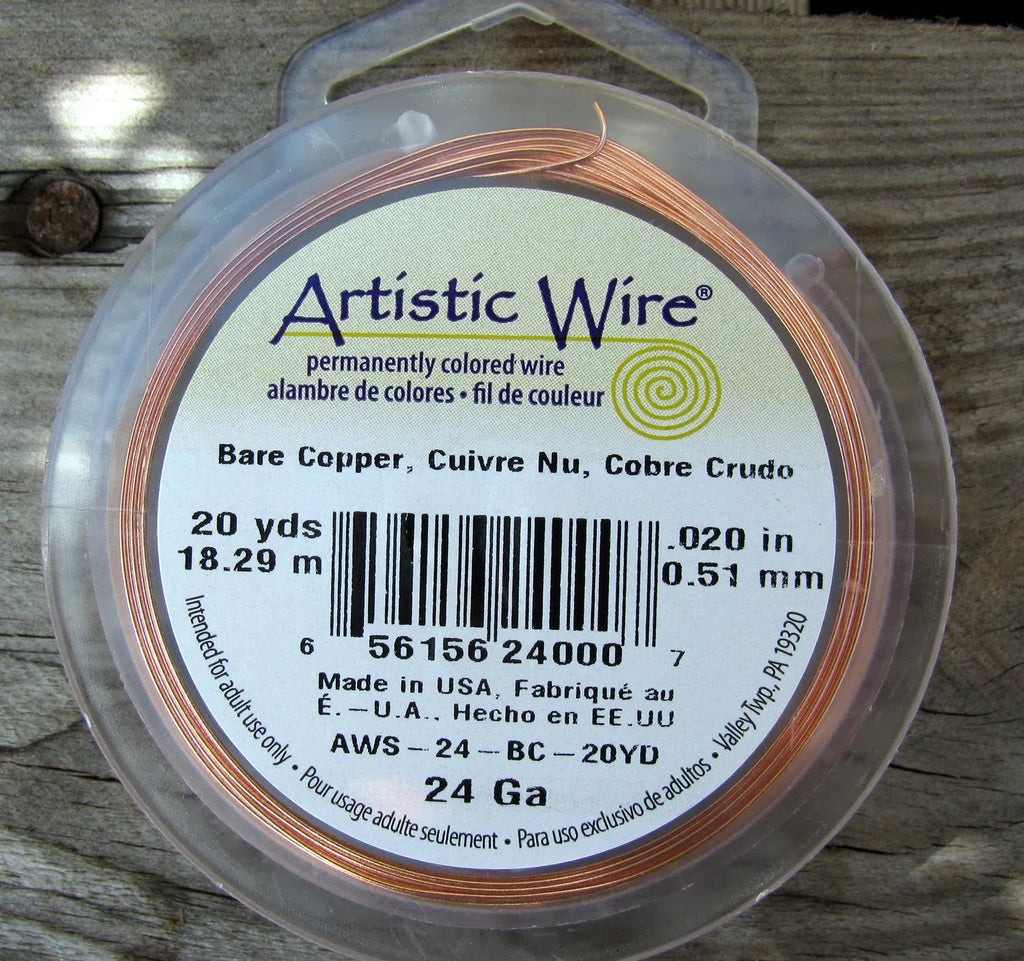 Artistic Wire®
permanently colored wire
alambre de colores • fil de couleur
Bare Copper, Cuivre Nu, Cobre Crudo
20 yds
18.29 m
.020 in
0.51 mm
6 56156 24000 7
Made in USA, Fabriqué au
É.-U.A., Hecho en EE.UU
AWS-24-BC-20YD
24 Ga
Intended for adult use only • Pour usage adulte seulement • Para uso exclusivo de adultos • Valley Twp., PA 19320